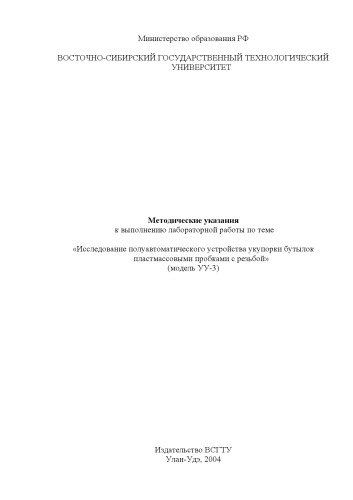 Министерство образования РФ
ВОСТОЧНО-СИБИРСКИЙ ГОСУДАРСТВЕННЫЙ ТЕХНОЛОГИЧЕСКИЙ
УНИВЕРСИТЕТ
Методические указания
к выполнению лабораторной работы по теме
«Исследование полуавтоматического устройства укупорки бутылок
пластмассовыми пробками с резьбой»
(модель УУ-3)
Издательство ВСГТУ
Улан-Удэ, 2004